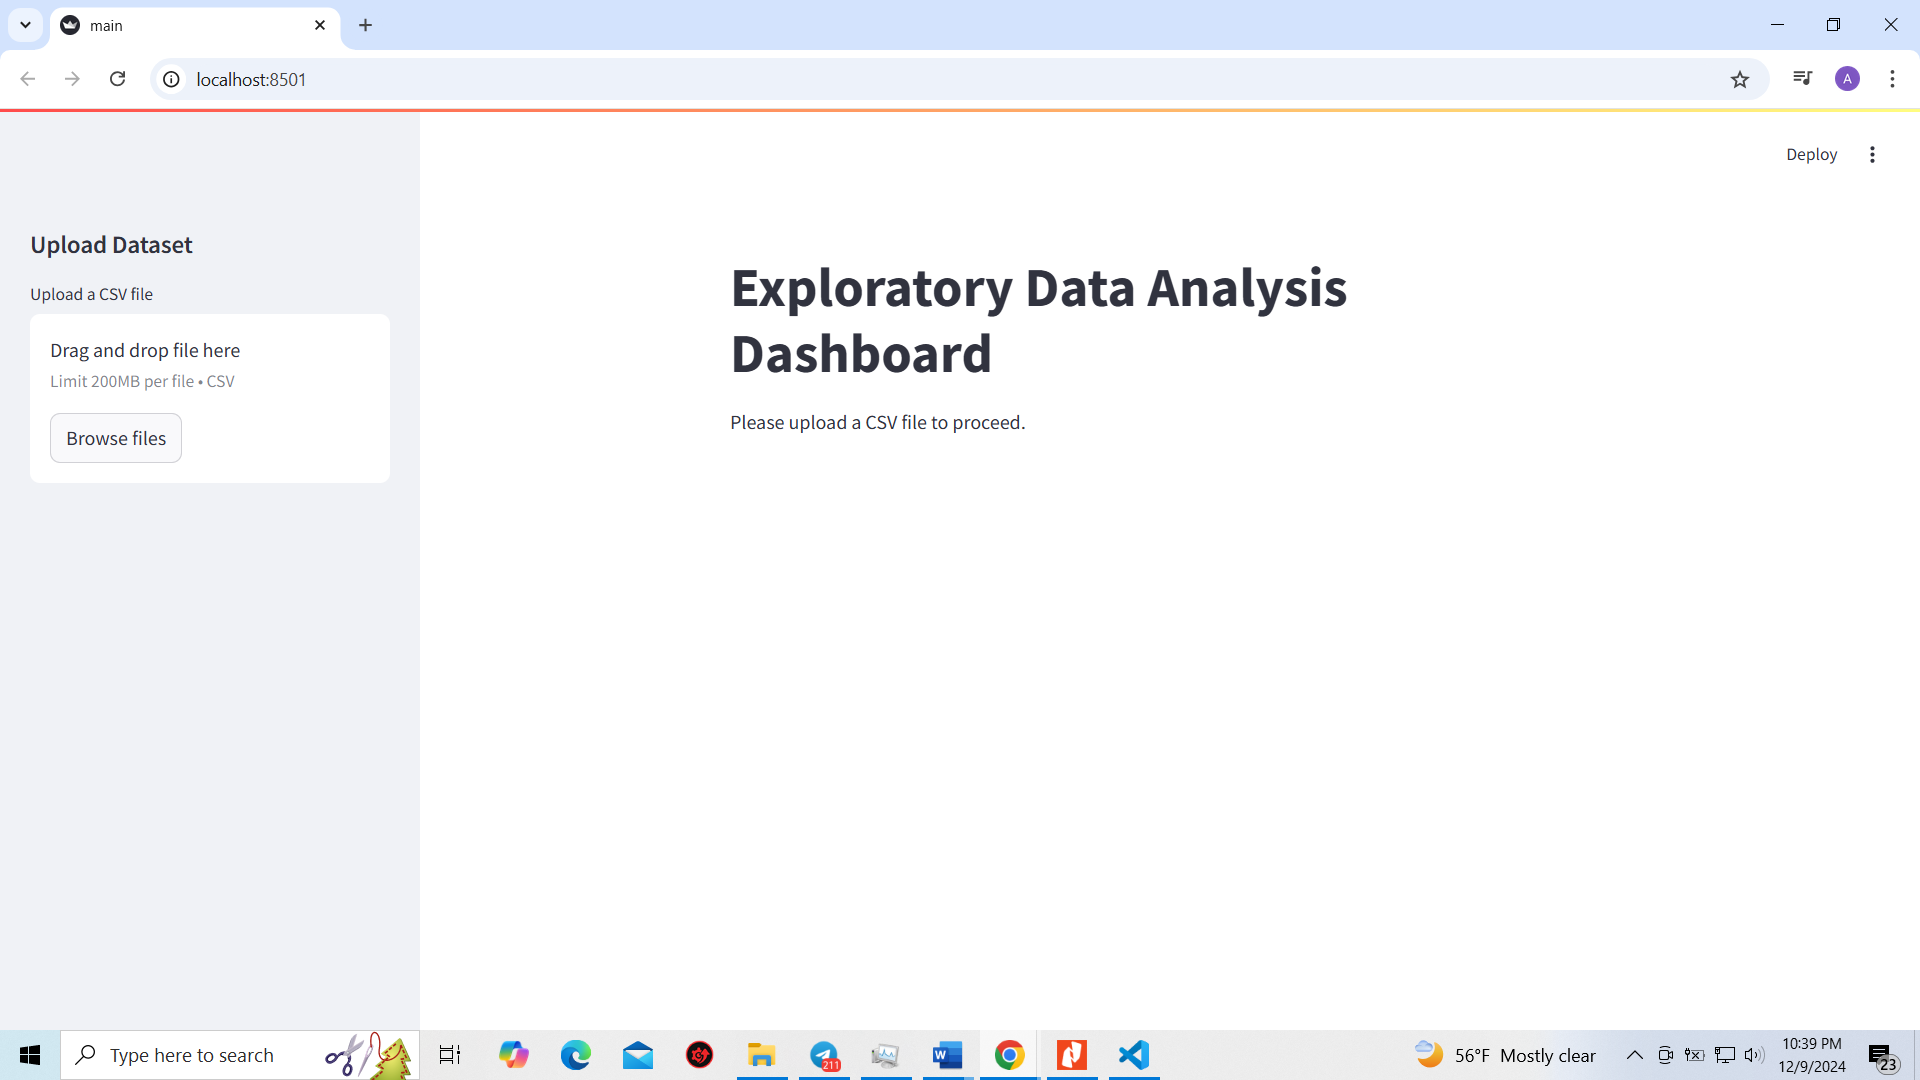 main
localhost:8501
A
Deploy
Upload Dataset
Upload a CSV file
Drag and drop file here
Limit 200MB per file • CSV
Browse files
Exploratory Data Analysis
Dashboard
Please upload a CSV file to proceed.
Type here to search
211
W
56°F Mostly clear
10:39 PM
12/9/2024
23